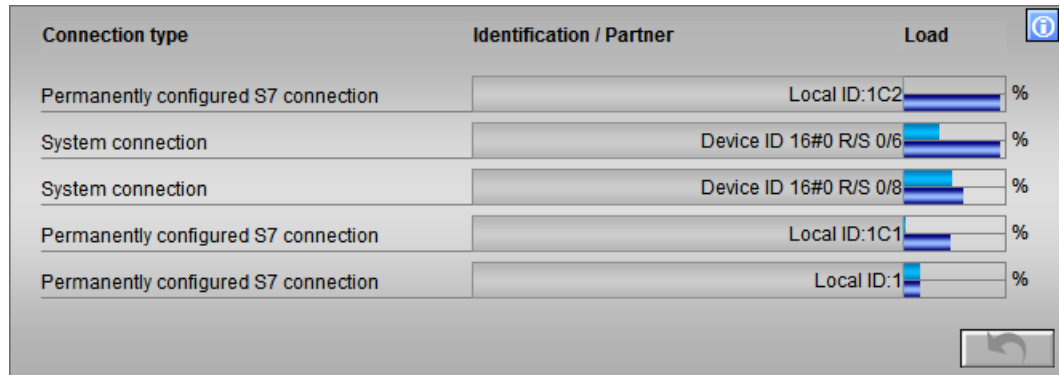 Connection type Identification / Partner Load
Permanently configured S7 connection Local ID:1C2 %
System connection Device ID 16#0 R/S 0/6 %
System connection Device ID 16#0 R/S 0/8 %
Permanently configured S7 connection Local ID:1C1 %
Permanently configured S7 connection Local ID:1 %